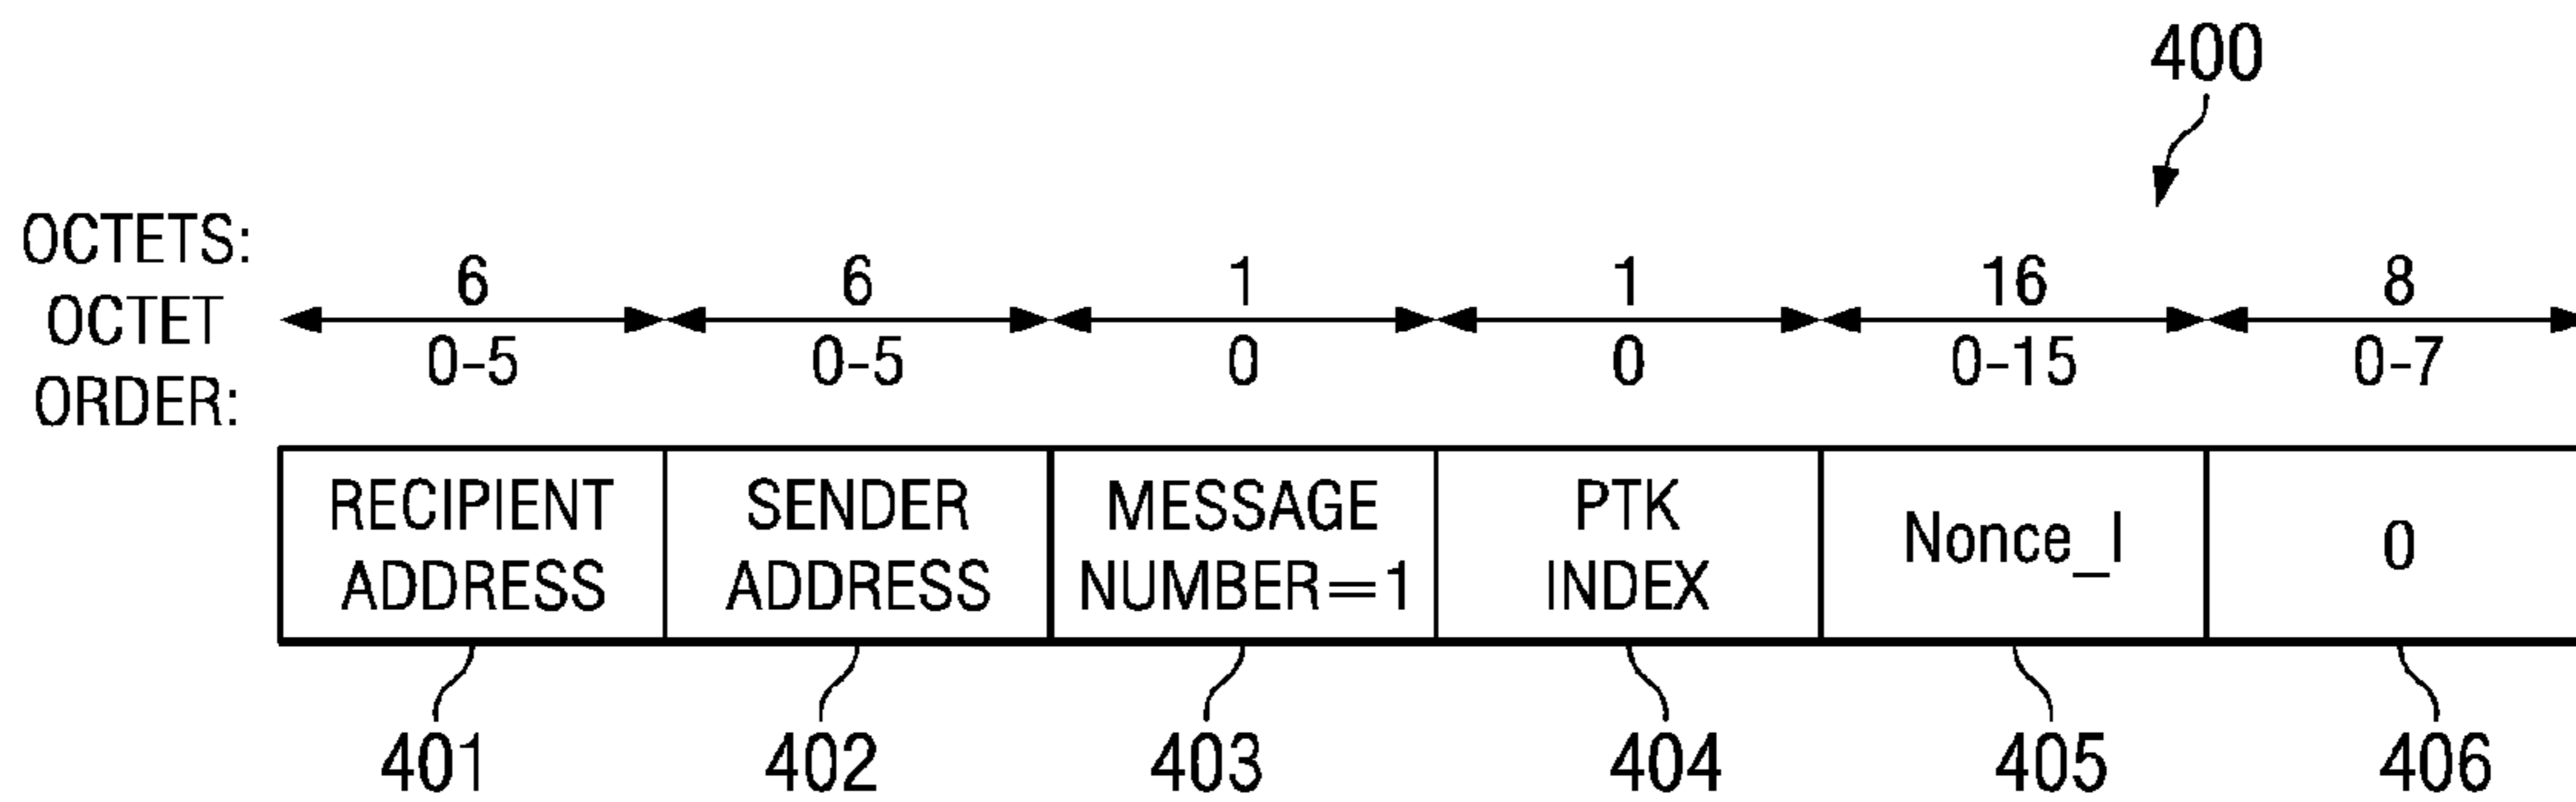 400
OCTETS:
6 6 1 1 16 8
OCTET
0-5 0-5 0 0 0-15 0-7
ORDER:
RECIPIENT SENDER MESSAGE PTK Nonce_I 0
ADDRESS ADDRESS NUMBER=1 INDEX
401 402 403 404 405 406